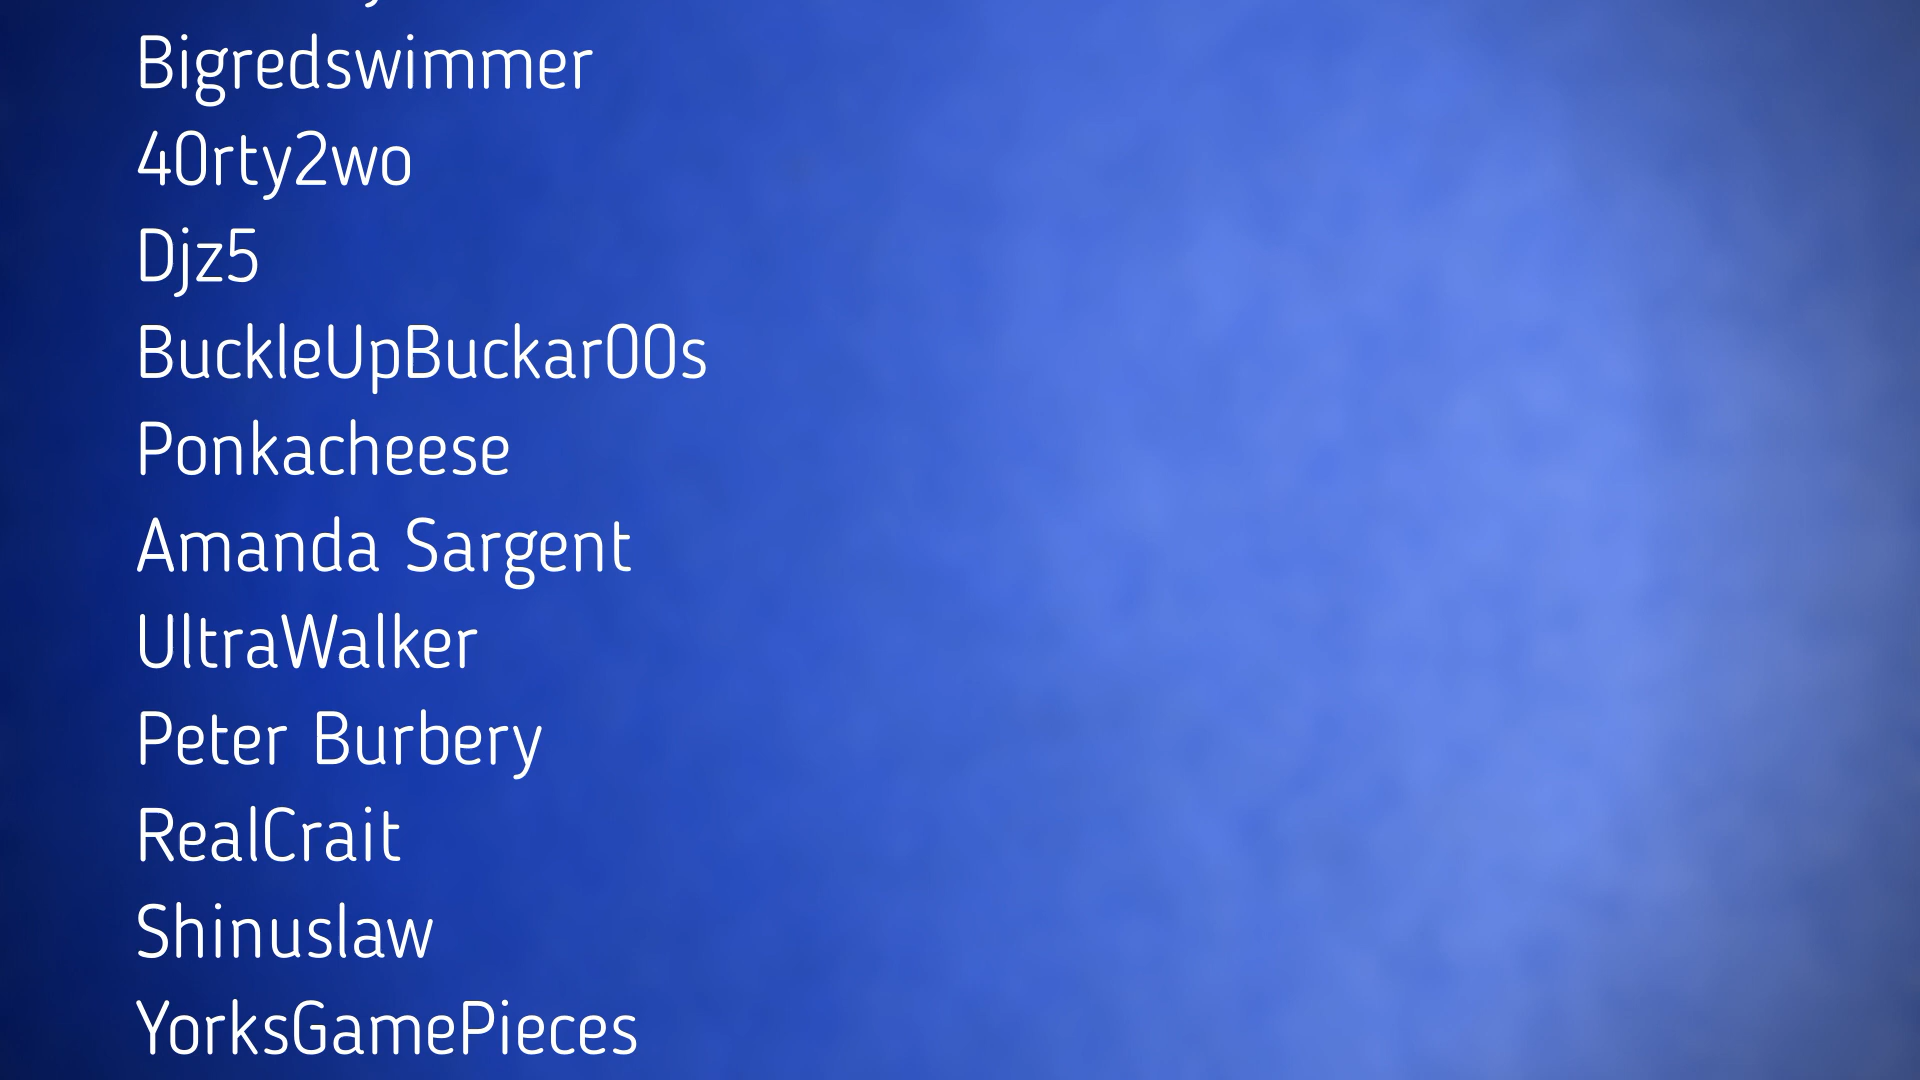 Bigredswimmer
40rty2wo
Djz5
BuckleUpBuckar00s
Ponkacheese
Amanda Sargent
UltraWalker
Peter Burbery
RealCrait
Shinuslaw
YorksGamePieces